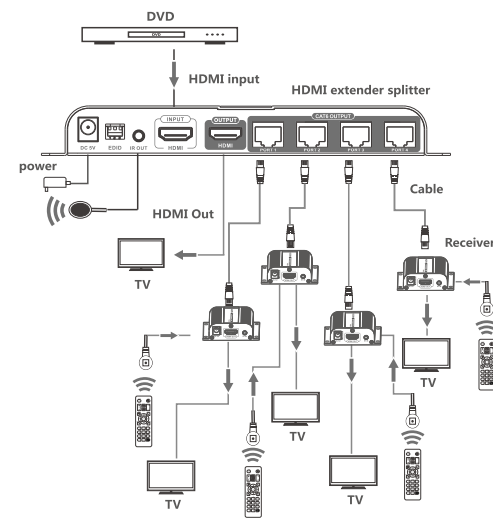 DVD
DVD
HDMI input
HDMI extender splitter
INPUT
OUTPUT
CAT6 OUTPUT
DC 5V
EDID
IR OUT
HDMI
HDMI
PORT 1
PORT 2
PORT 3
PORT 4
power
Cable
HDMI Out
Receiver
TV
TV
TV
TV
TV